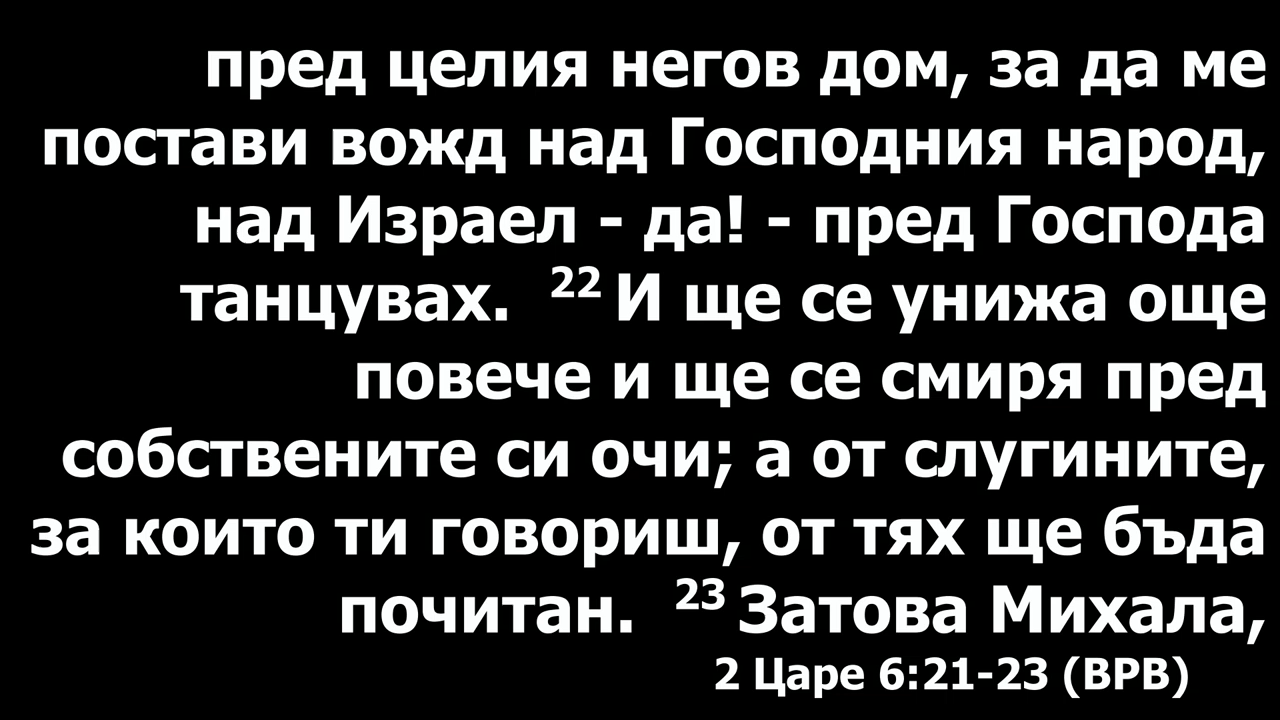 пред целия негов дом, за да ме
постави вожд над Господния народ,
над Израел - да! - пред Господа
танцувах. 22 И ще се унижа още
повече и ще се смиря пред
собствените си очи; а от слугините,
за които ти говориш, от тях ще бъда
почитан. 23 Затова Михала,
2 Царе 6:21-23 (ВРВ)